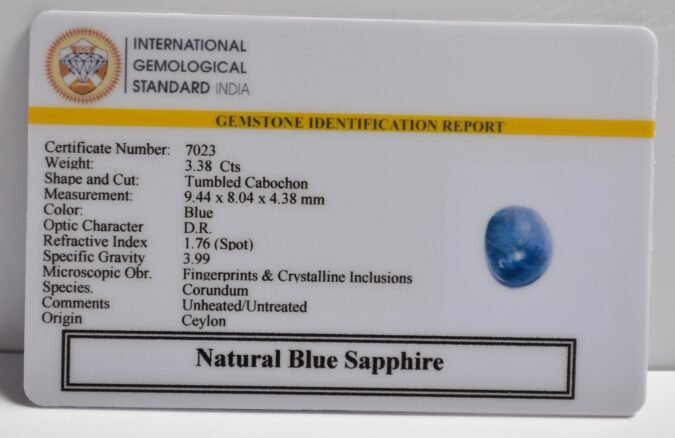 INTERNATIONAL
GEMOLOGICAL
STANDARD INDIA
GEMSTONE IDENTIFICATION REPORT
Certificate Number: 7023
Weight: 3.38 Cts
Shape and Cut: Tumbled Cabochon
Measurement: 9.44 x 8.04 x 4.38 mm
Color: Blue
Optic Character D.R.
Refractive Index 1.76 (Spot)
Specific Gravity 3.99
Microscopic Obr. Fingerprints & Crystalline Inclusions
Species. Corundum
Comments Unheated/Untreated
Origin Ceylon
Natural Blue Sapphire